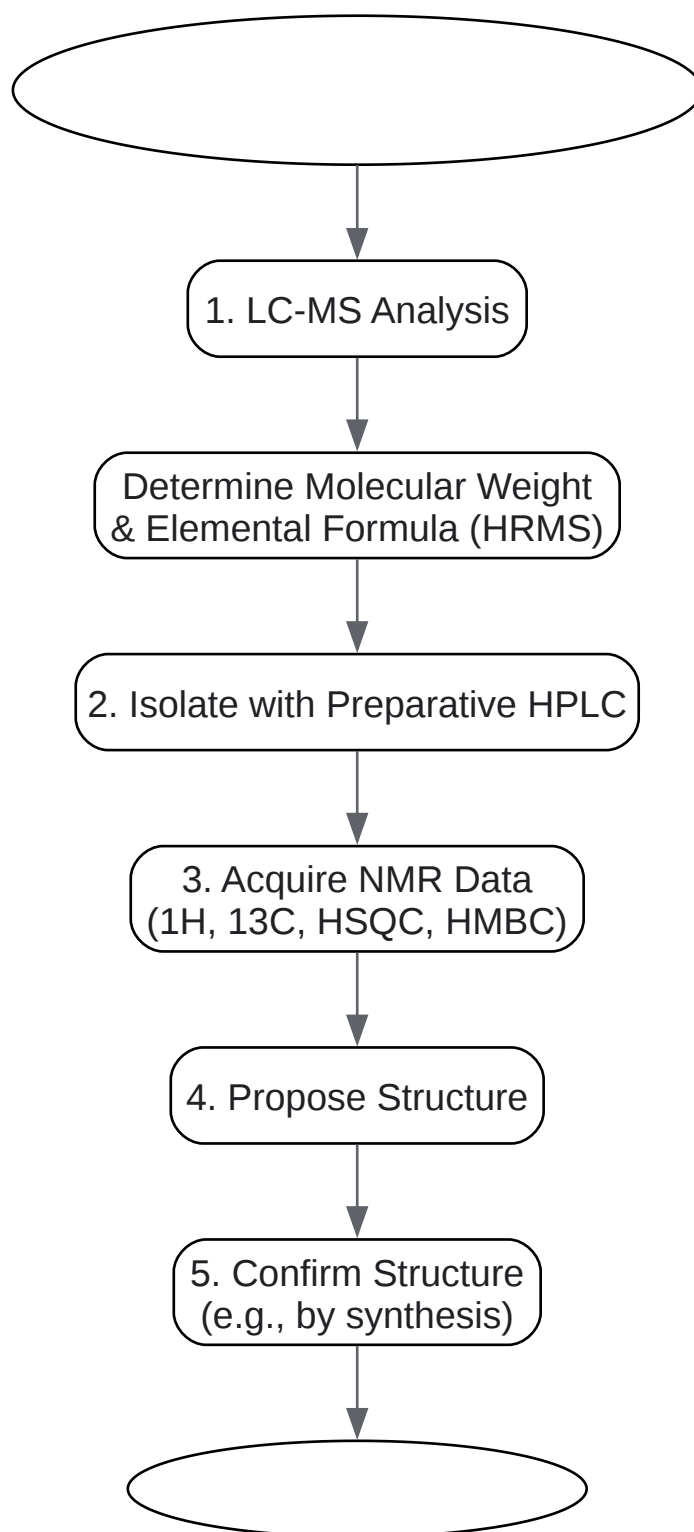 1. LC-MS Analysis
Determine Molecular Weight
& Elemental Formula (HRMS)
2. Isolate with Preparative HPLC
3. Acquire NMR Data
(1H, 13C, HSQC, HMBC)
4. Propose Structure
5. Confirm Structure
(e.g., by synthesis)